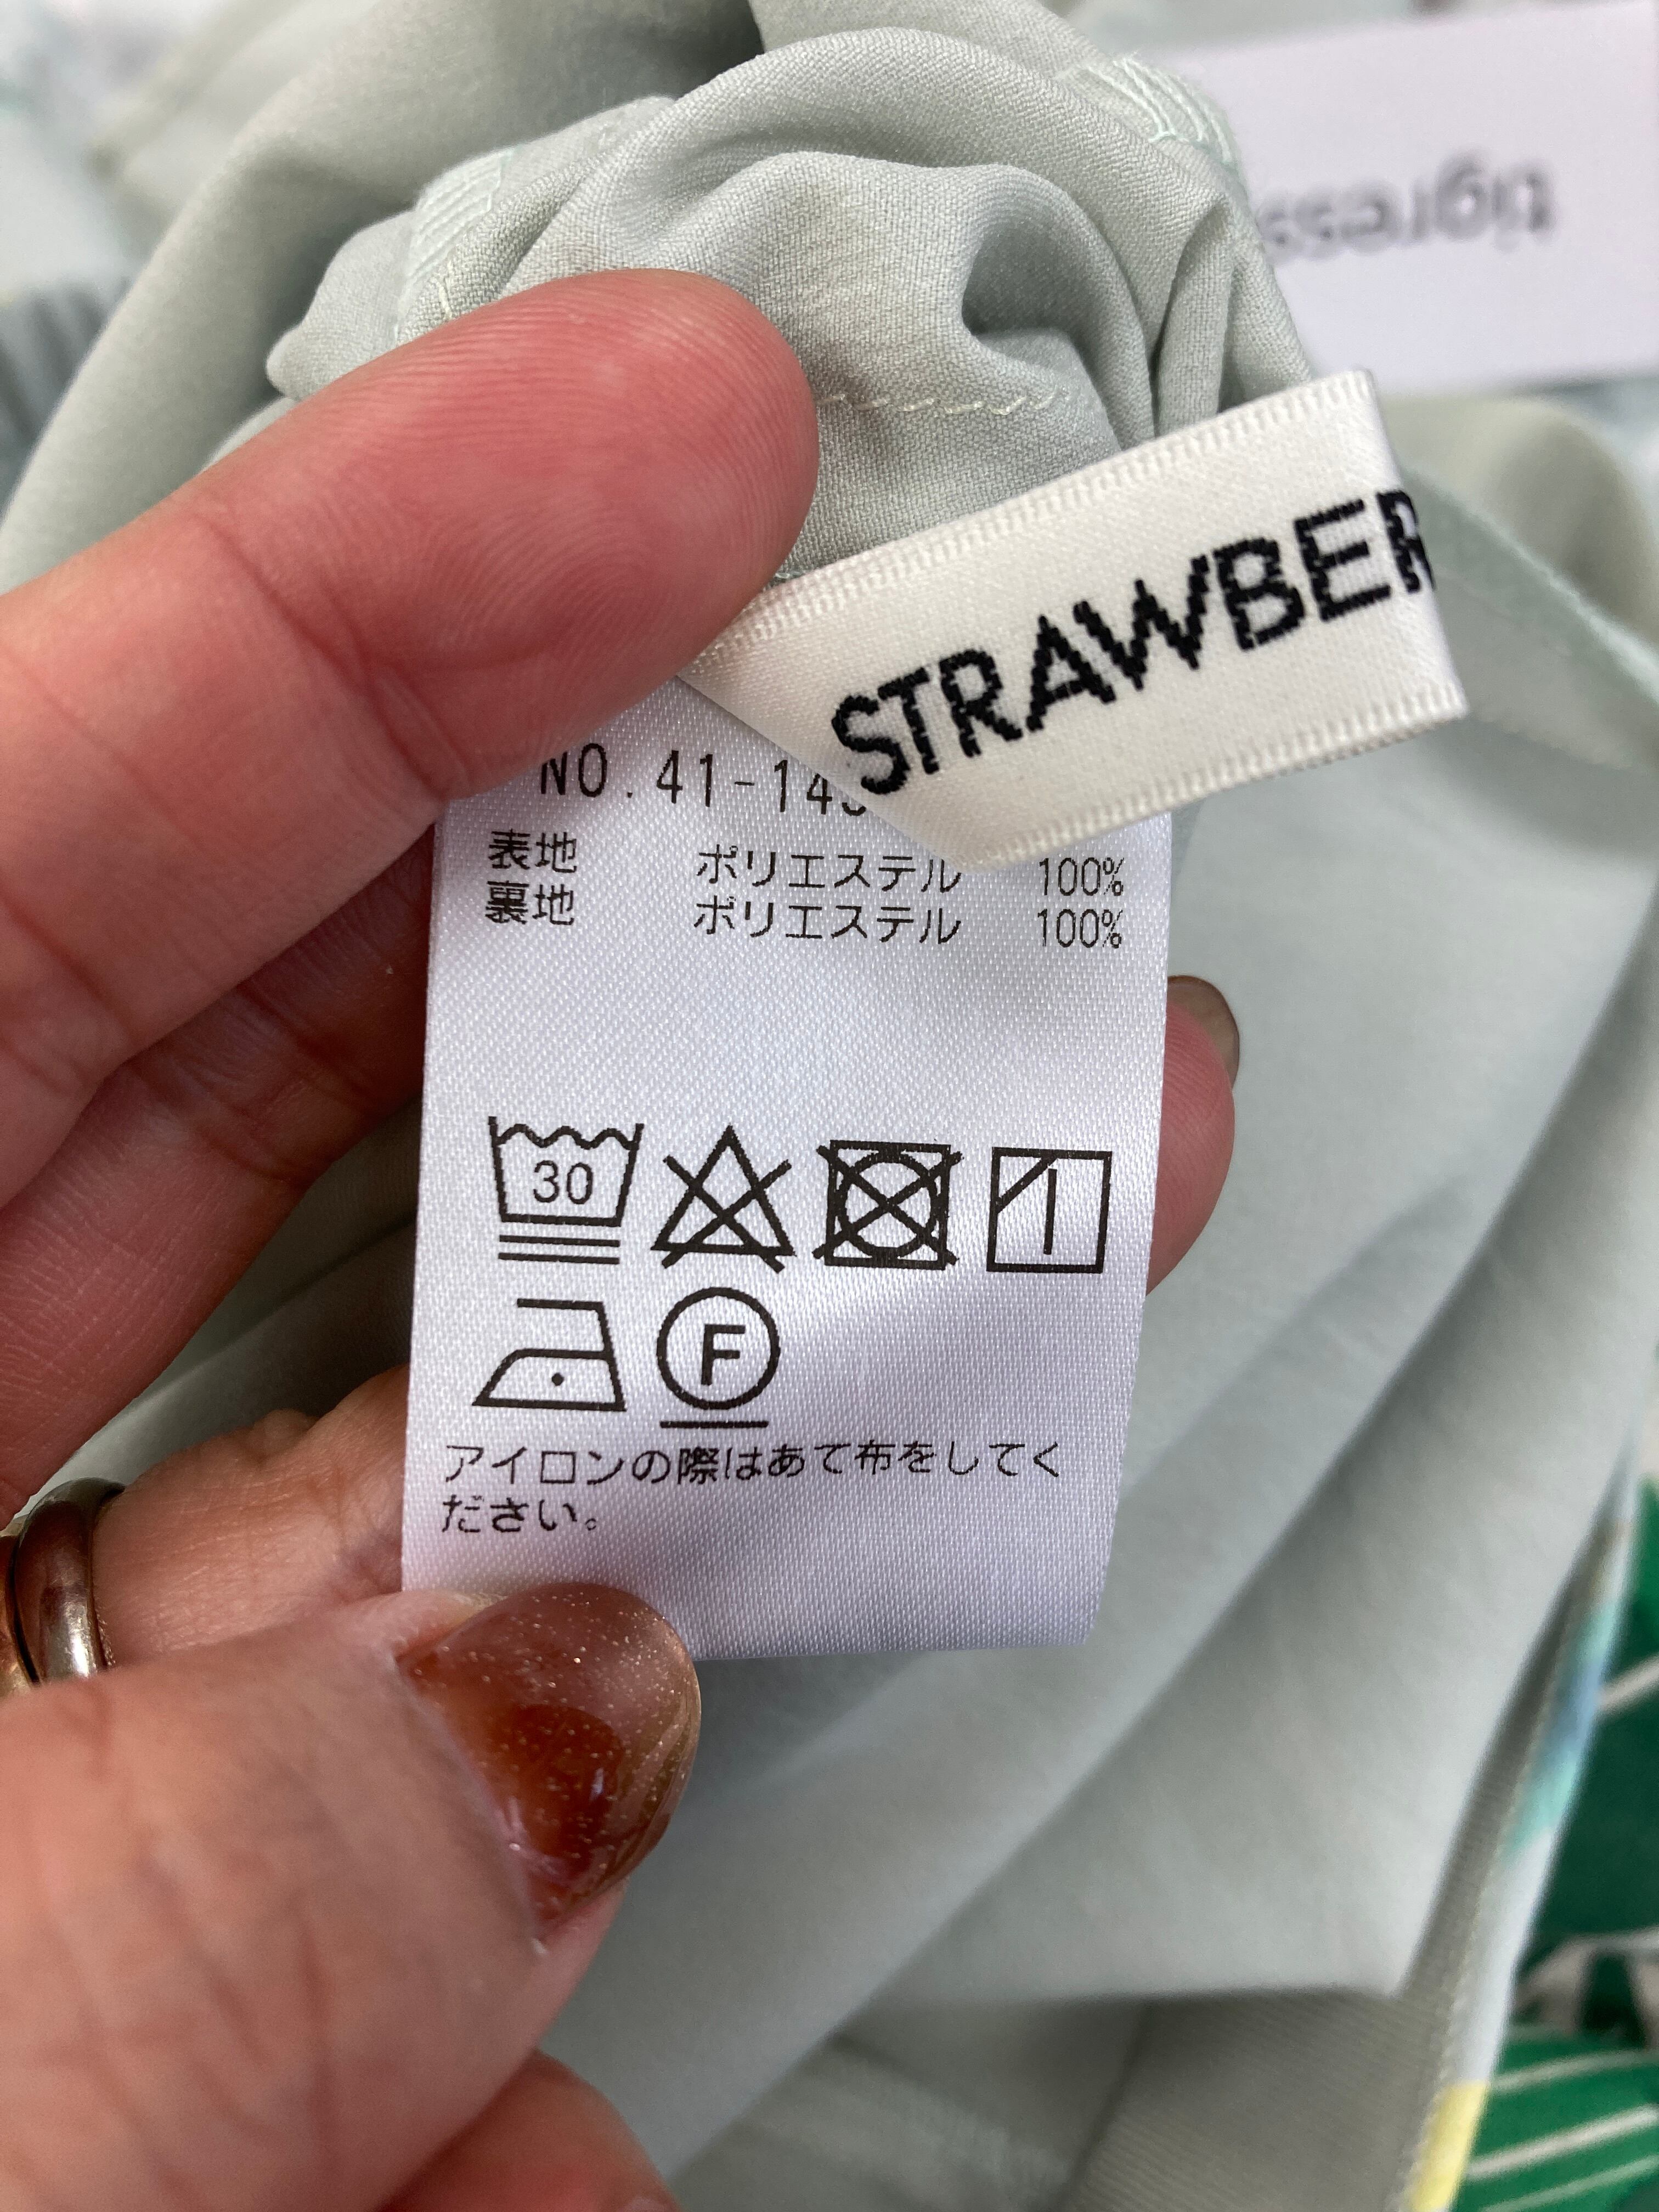 tigress
STRAWBER
NO. 41-14
表地 ポリエステル 100%
裏地 ポリエステル 100%
30
F
アイロンの際はあて布をしてく
ださい。